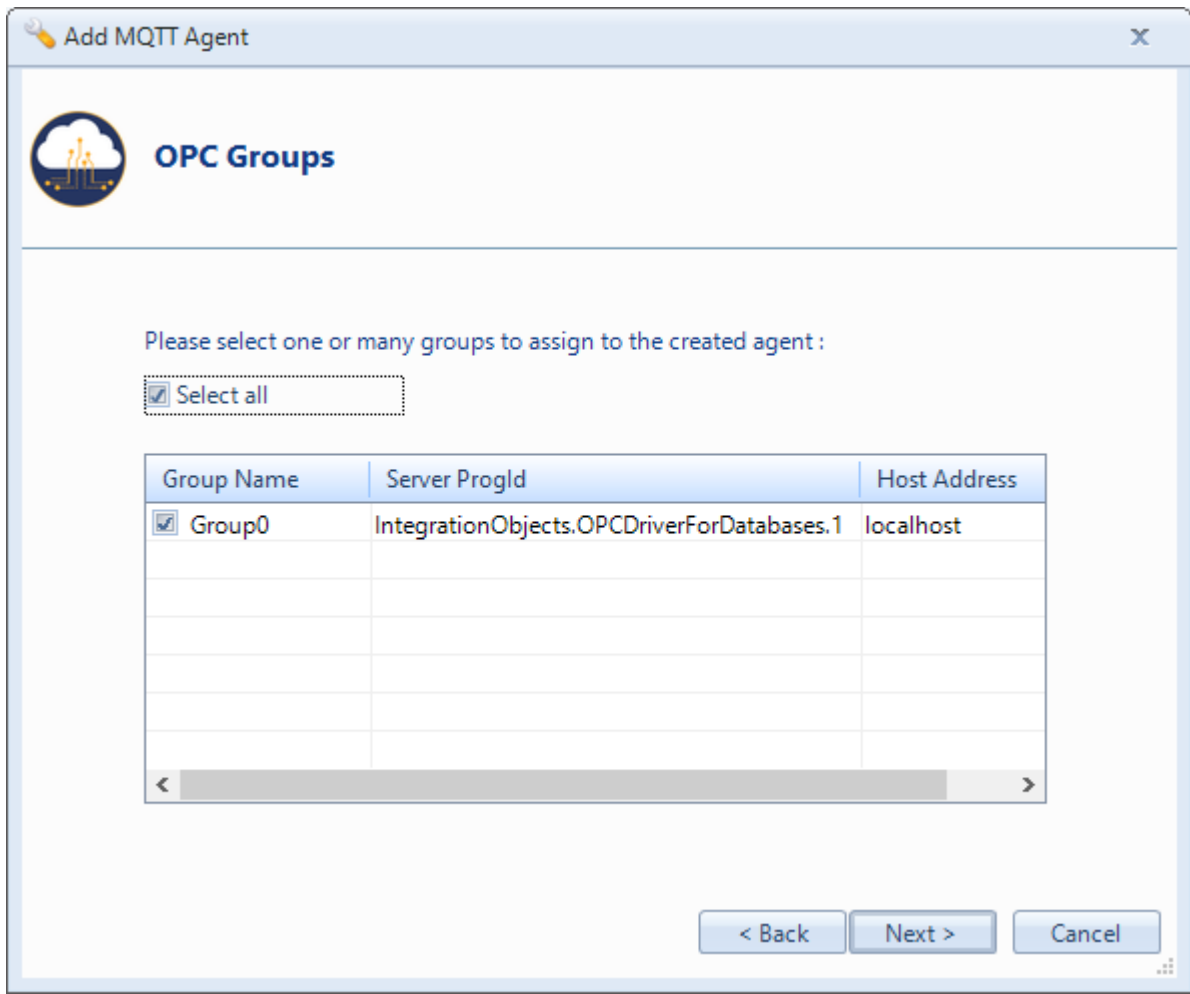 Add MQTT Agent
OPC Groups
Please select one or many groups to assign to the created agent :
Select all
Group Name Server ProgId Host Address
Group0 IntegrationObjects.OPCDriverForDatabases.1 localhost
< Back Next > Cancel